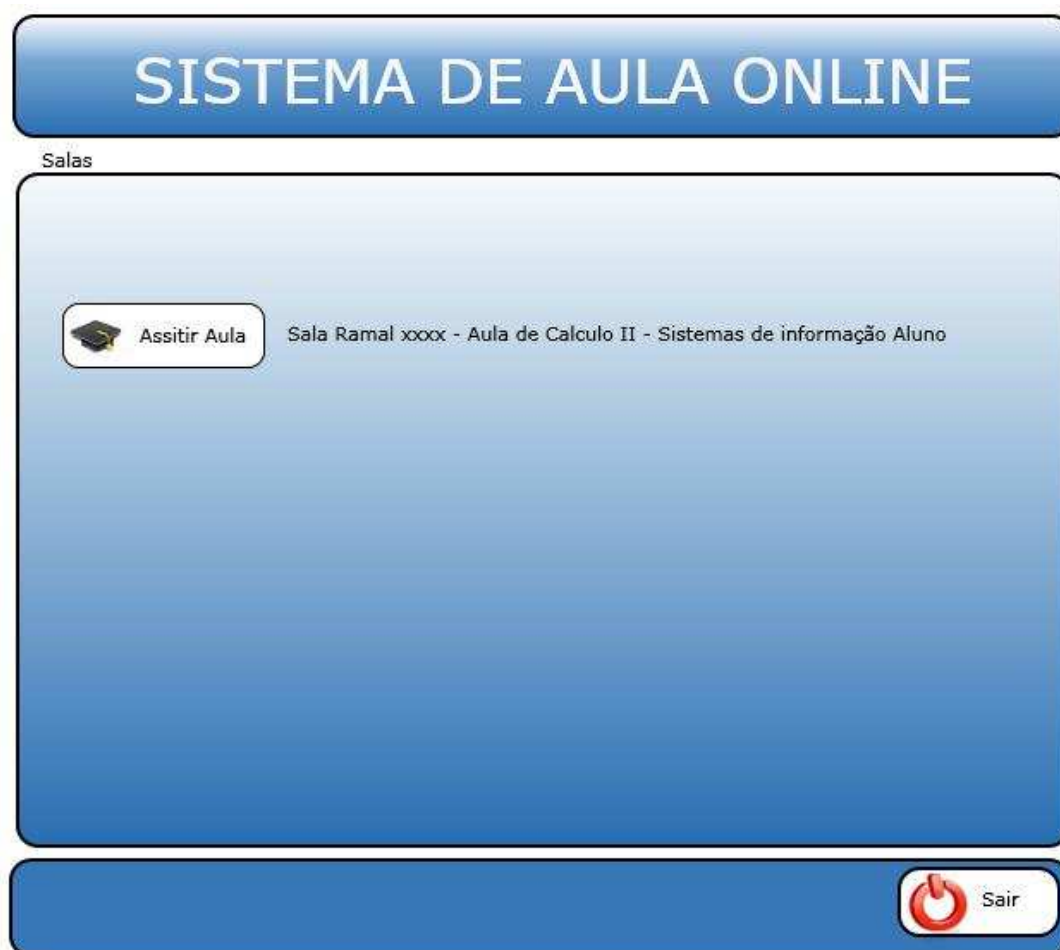 SISTEMA DE AULA ONLINE
Salas
Assitir Aula
Sala Ramal xxxx - Aula de Calculo II - Sistemas de informação Aluno
Sair